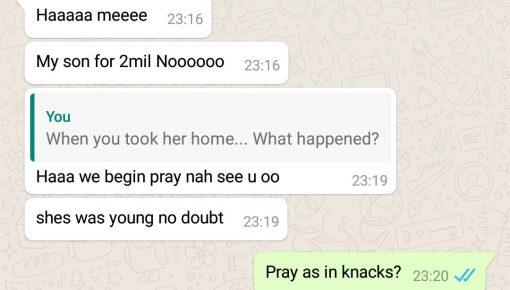 Haaaaa meeee 23:16
My son for 2mil Noooooo 23:16
You
When you took her home... What happened?
Haaa we begin pray nah see u oo 23:19
shes was young no doubt 23:19
Pray as in knacks? 23:20